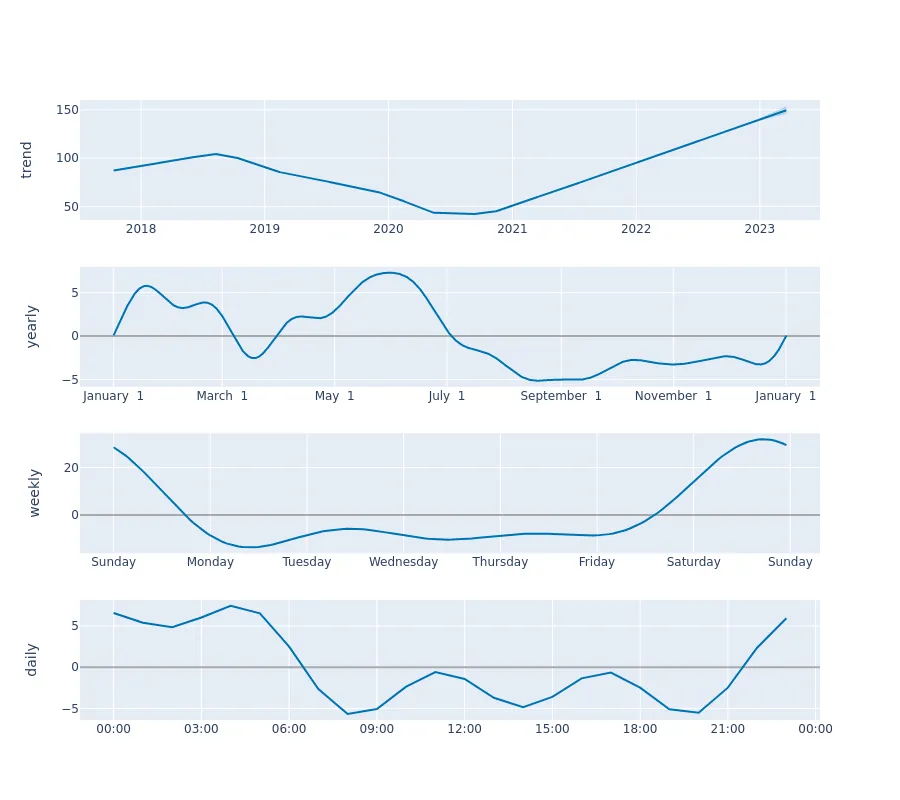 trend
150
100
50
2018 2019 2020 2021 2022 2023
yearly
5
0
−5
January 1 March 1 May 1 July 1 September 1 November 1 January 1
weekly
20
0
Sunday Monday Tuesday Wednesday Thursday Friday Saturday Sunday
daily
5
0
−5
00:00 03:00 06:00 09:00 12:00 15:00 18:00 21:00 00:00